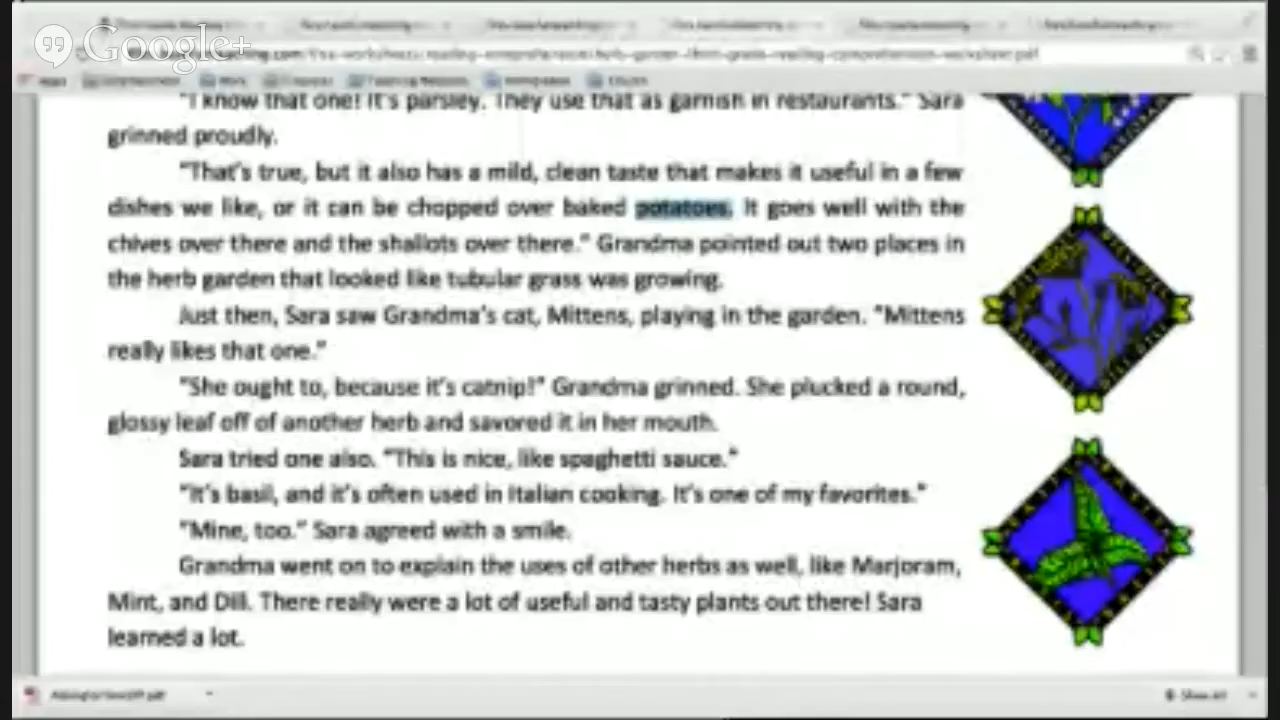 Google+
"I know that one! It's parsley. They use that as garnish in restaurants." Sara
grinned proudly.
"That's true, but it also has a mild, clean taste that makes it useful in a few
dishes we like, or it can be chopped over baked potatoes. It goes well with the
chives over there and the shallots over there." Grandma pointed out two places in
the herb garden that looked like tubular grass was growing.
Just then, Sara saw Grandma's cat, Mittens, playing in the garden. "Mittens
really likes that one."
"She ought to, because it's catnip!" Grandma grinned. She plucked a round,
glossy leaf off of another herb and savored it in her mouth.
Sara tried one also. "This is nice, like spaghetti sauce."
"It's basil, and it's often used in Italian cooking. It's one of my favorites."
"Mine, too." Sara agreed with a smile.
Grandma went on to explain the uses of other herbs as well, like Marjoram,
Mint, and Dill. There really were a lot of useful and tasty plants out there! Sara
learned a lot.
Show All